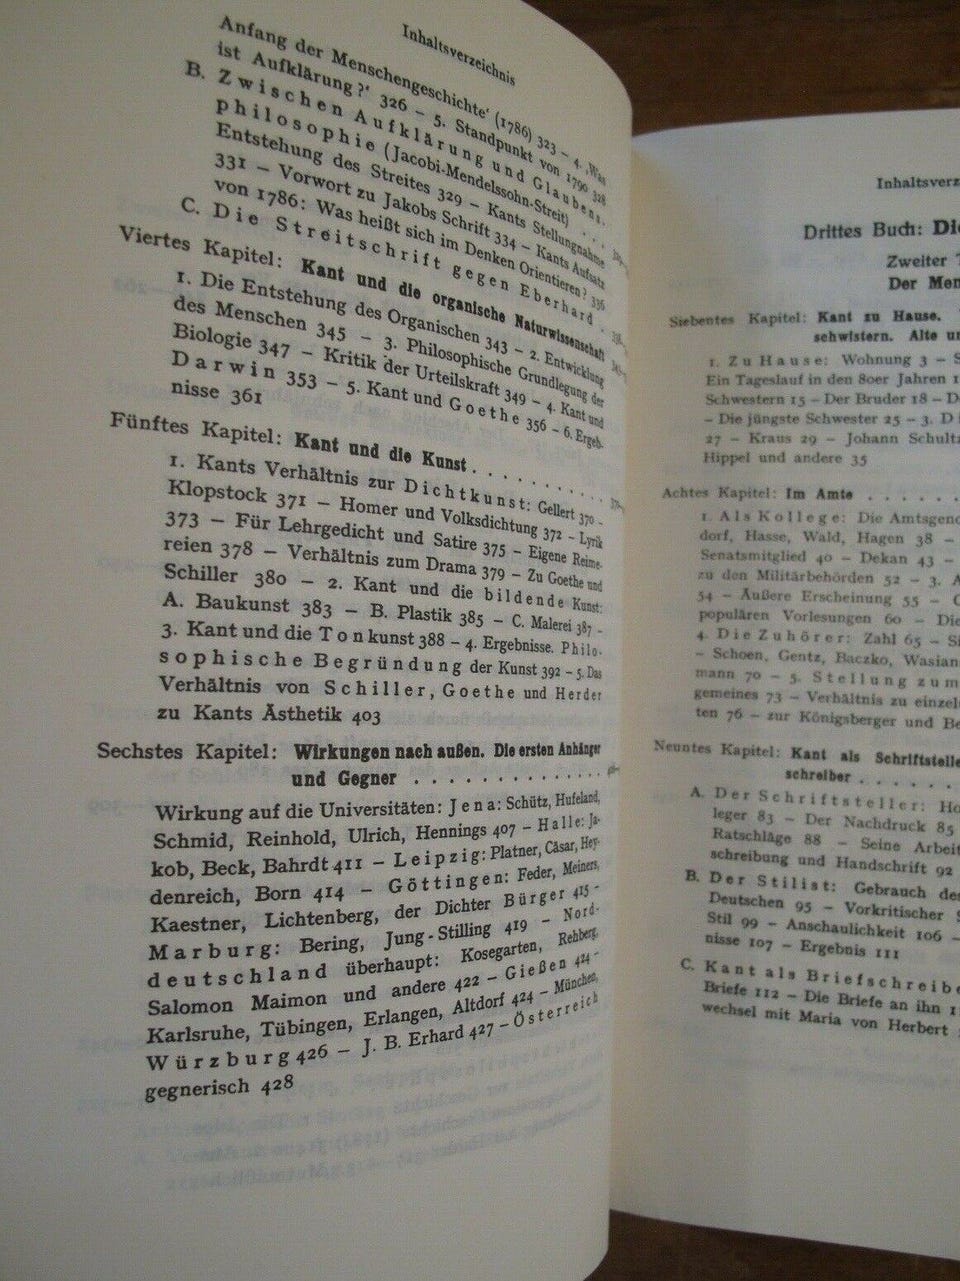 Inhaltsverzeichnis
Anfang der Menschengeschichte‘ (1786) 323 — 4. ‚Was
ist Aufklärung?‘ 326 — 5. Standpunkt von 1790 328
B. Zwischen Aufklärung und Glaubens-
philosophie (Jacobi-Mendelssohn-Streit) . . .
Entstehung des Streites 329 — Kants Stellungnahme
331 — Vorwort zu Jakobs Schrift 334 — Kants Aufsatz
von 1786: Was heißt sich im Denken Orientieren? 336
C. Die Streitschrift gegen Eberhard .
Viertes Kapitel: Kant und die organische Naturwissenschaft
1. Die Entstehung des Organischen 343 — 2. Entwicklung
des Menschen 345 — 3. Philosophische Grundlegung der
Biologie 347 — Kritik der Urteilskraft 349 — 4. Kant und
Darwin 353 — 5. Kant und Goethe 356 — 6. Ergeb-
nisse 361
Fünftes Kapitel: Kant und die Kunst . . . . . . . . . .
1. Kants Verhältnis zur Dichtkunst: Gellert 370 —
Klopstock 371 — Homer und Volksdichtung 372 — Lyrik
373 — Für Lehrgedicht und Satire 375 — Eigene Reime-
reien 378 — Verhältnis zum Drama 379 — Zu Goethe und
Schiller 380 — 2. Kant und die bildende Kunst:
A. Baukunst 383 — B. Plastik 385 — C. Malerei 387 —
3. Kant und die Tonkunst 388 — 4. Ergebnisse. Philo-
sophische Begründung der Kunst 392 — 5. Das
Verhältnis von Schiller, Goethe und Herder
zu Kants Ästhetik 403
Sechstes Kapitel: Wirkungen nach außen. Die ersten Anhänger
und Gegner . . . . . . . . . . . . .
Wirkung auf die Universitäten: Jena: Schütz, Hufeland,
Schmid, Reinhold, Ulrich, Hennings 407 — Halle: Ja-
kob, Beck, Bahrdt 411 — Leipzig: Platner, Cäsar, Hey-
denreich, Born 414 — Göttingen: Feder, Meiners,
Kaestner, Lichtenberg, der Dichter Bürger 415 —
Marburg: Bering, Jung-Stilling 419 — Nord-
deutschland überhaupt: Kosegarten, Rehberg,
Salomon Maimon und andere 422 — Gießen 424 —
Karlsruhe, Tübingen, Erlangen, Altdorf 424 — München,
Würzburg 426 — J. B. Erhard 427 — Österreich
gegnerisch 428
Drittes Buch:
Zweiter
Der
Siebentes Kapitel: Kant zu Hause.
schwistern. Alte
1. Zu Hause: Wohnung 3 —
Ein Tageslauf in den 80er Jahren
Schwestern 15 — Der Bruder 18 —
— Die jüngste Schwester 25 — 3.
27 — Kraus 29 — Johann
Hippel und andere 35
Achtes Kapitel: Im Amte . . . . . .
1. Als Kollege: Die
dorf, Hasse, Wald, Hagen 38 —
Senatsmitglied 40 — Dekan 43 —
zu den Militärbehörden 52 — 3.
54 — Äußere Erscheinung 55 —
populären Vorlesungen 60 —
4. Die Zuhörer: Zahl 65 —
— Schoen, Gentz, Baczko,
mann 70 — 5. Stellung zum
gemeines 73 — Verhältnis zu
ten 76 — zur Königsberger und
Neuntes Kapitel: Kant als
schreiber . . . . . .
A. Der Schriftsteller:
leger 83 — Der Nachdruck 85
Ratschläge 88 — Seine
schreibung und Handschrift 92
B. Der Stilist: Gebrauch
Deutschen 95 — Vorkritischer
Stil 99 — Anschaulichkeit 106 —
nisse 107 — Ergebnis 111
C. Kant als
Briefe 112 — Die Briefe an ihn
wechsel mit Maria von Herbert